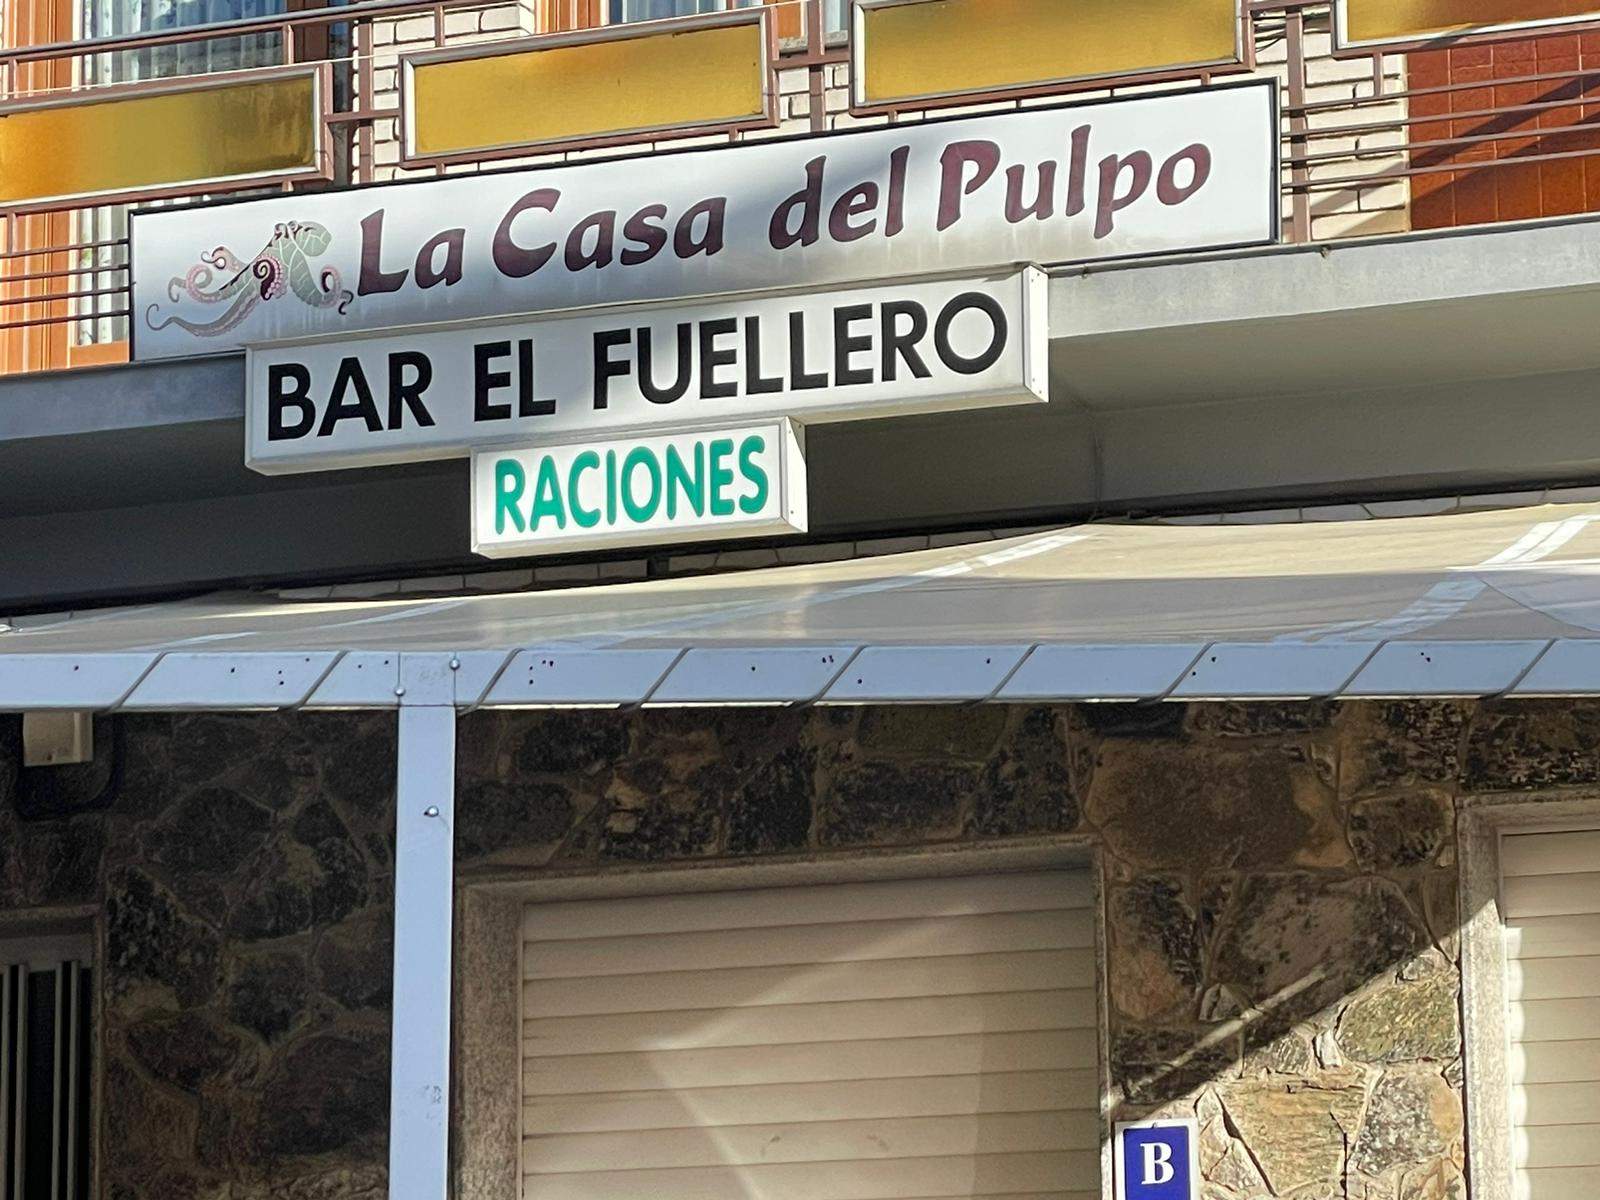 La Casa del Pulpo
BAR EL FUELLERO
RACIONES
B